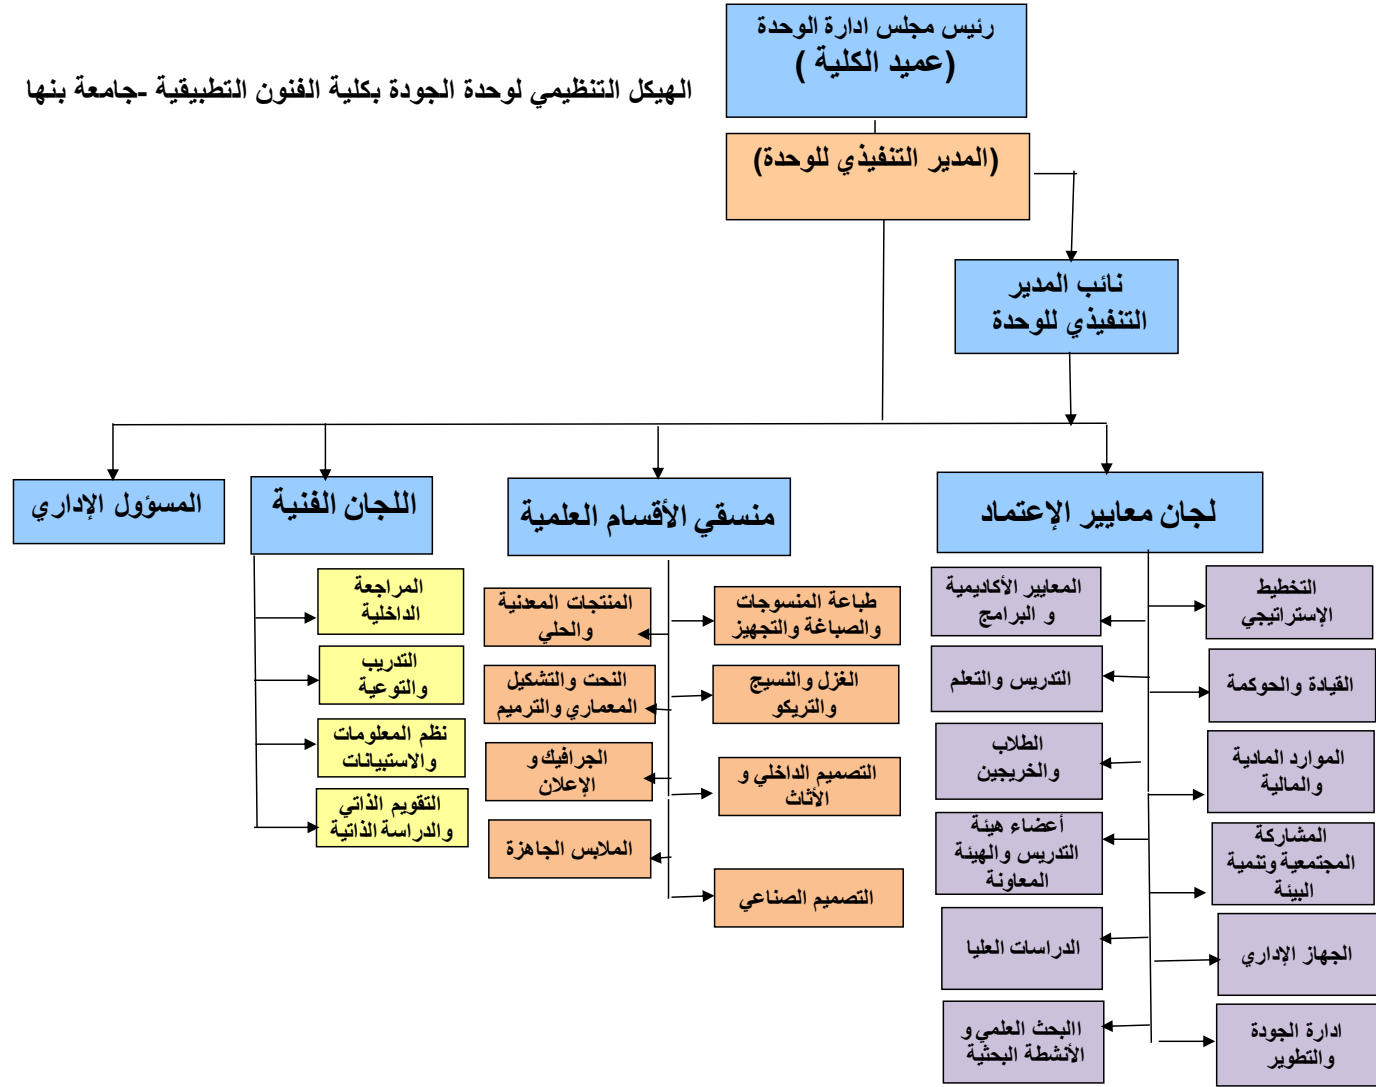 رئيس مجلس ادارة الوحدة
(عميد الكلية )
الهيكل التنظيمي لوحدة الجودة بكلية الفنون التطبيقية -جامعة بنها
(المدير التنفيذي للوحدة)
نائب المدير
التنفيذي للوحدة
لجان معايير الإعتماد
منسقي الأقسام العلمية
اللجان الفنية
المسؤول الإداري
التخطيط
الإستراتيجي
القيادة والحوكمة
الموارد المادية
والمالية
المشاركة
المجتمعية وتنمية
البيئة
الجهاز الإداري
ادارة الجودة
والتطوير
المعايير الأكاديمية
و البرامج
التدريس والتعلم
الطلاب
والخريجين
أعضاء هيئة
التدريس والهيئة
المعاونة
الدراسات العليا
االبحث العلمي و
الأنشطة البحثية
طباعة المنسوجات
والصباغة والتجهيز
الغزل والنسيج
والتريكو
التصميم الداخلي و
الأثاث
التصميم الصناعي
المنتجات المعدنية
والحلي
النحت والتشكيل
المعماري والترميم
الجرافيك و
الإعلان
الملابس الجاهزة
المراجعة
الداخلية
التدريب
والتوعية
نظم المعلومات
والاستبيانات
التقويم الذاتي
والدراسة الذاتية